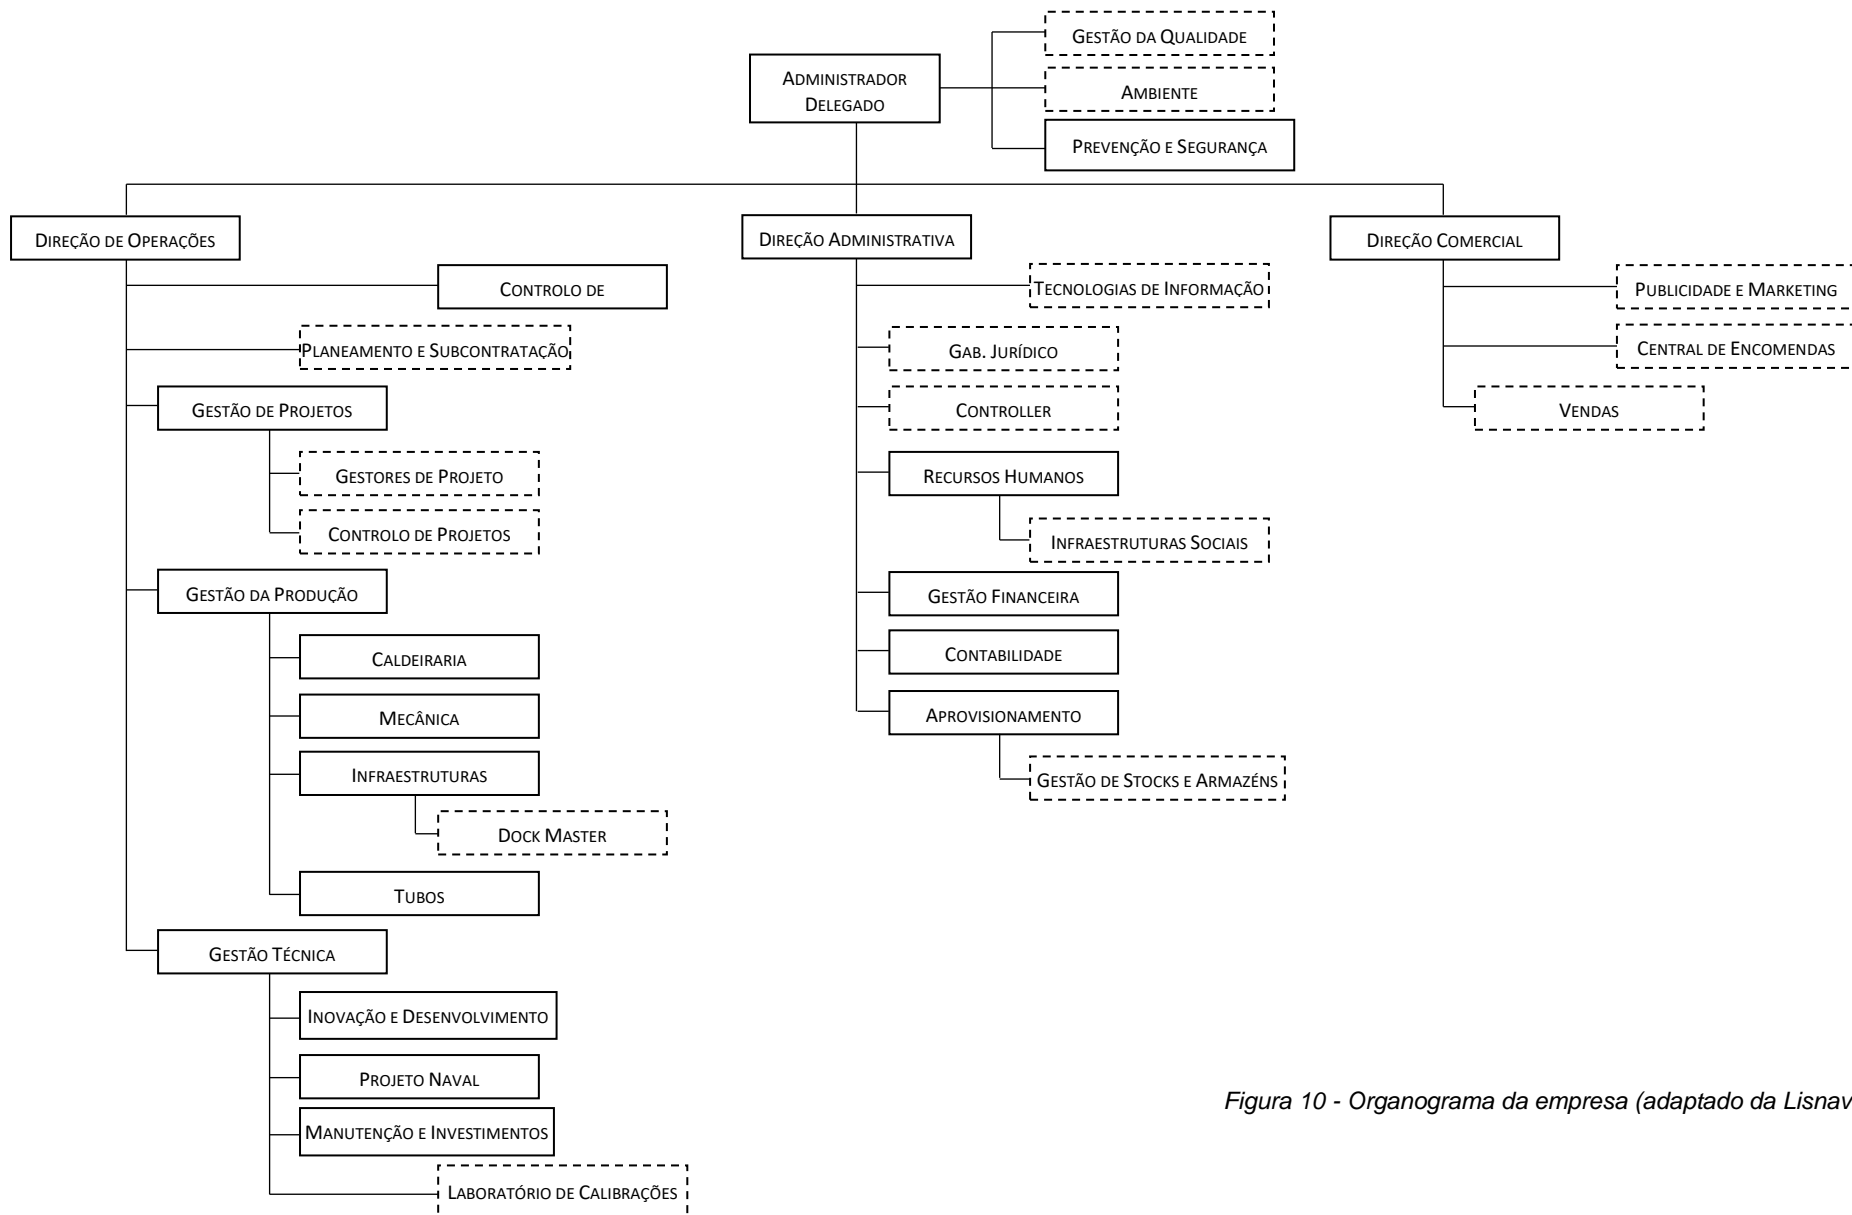 GESTÃO DA QUALIDADE
ADMINISTRADOR
DELEGADO
AMBIENTE
PREVENÇÃO E SEGURANÇA
DIREÇÃO DE OPERAÇÕES
CONTROLO DE
PLANEAMENTO E SUBCONTRATAÇÃO
GESTÃO DE PROJETOS
GESTORES DE PROJETO
CONTROLO DE PROJETOS
GESTÃO DA PRODUÇÃO
CALDEIRARIA
MECÂNICA
INFRAESTRUTURAS
DOCK MASTER
TUBOS
GESTÃO TÉCNICA
INOVAÇÃO E DESENVOLVIMENTO
PROJETO NAVAL
MANUTENÇÃO E INVESTIMENTOS
LABORATÓRIO DE CALIBRAÇÕES
DIREÇÃO ADMINISTRATIVA
TECNOLOGIAS DE INFORMAÇÃO
GAB. JURÍDICO
CONTROLLER
RECURSOS HUMANOS
INFRAESTRUTURAS SOCIAIS
GESTÃO FINANCEIRA
CONTABILIDADE
APROVISIONAMENTO
GESTÃO DE STOCKS E ARMAZÉNS
DIREÇÃO COMERCIAL
PUBLICIDADE E MARKETING
CENTRAL DE ENCOMENDAS
VENDAS
Figura 10 - Organograma da empresa (adaptado da Lisnav